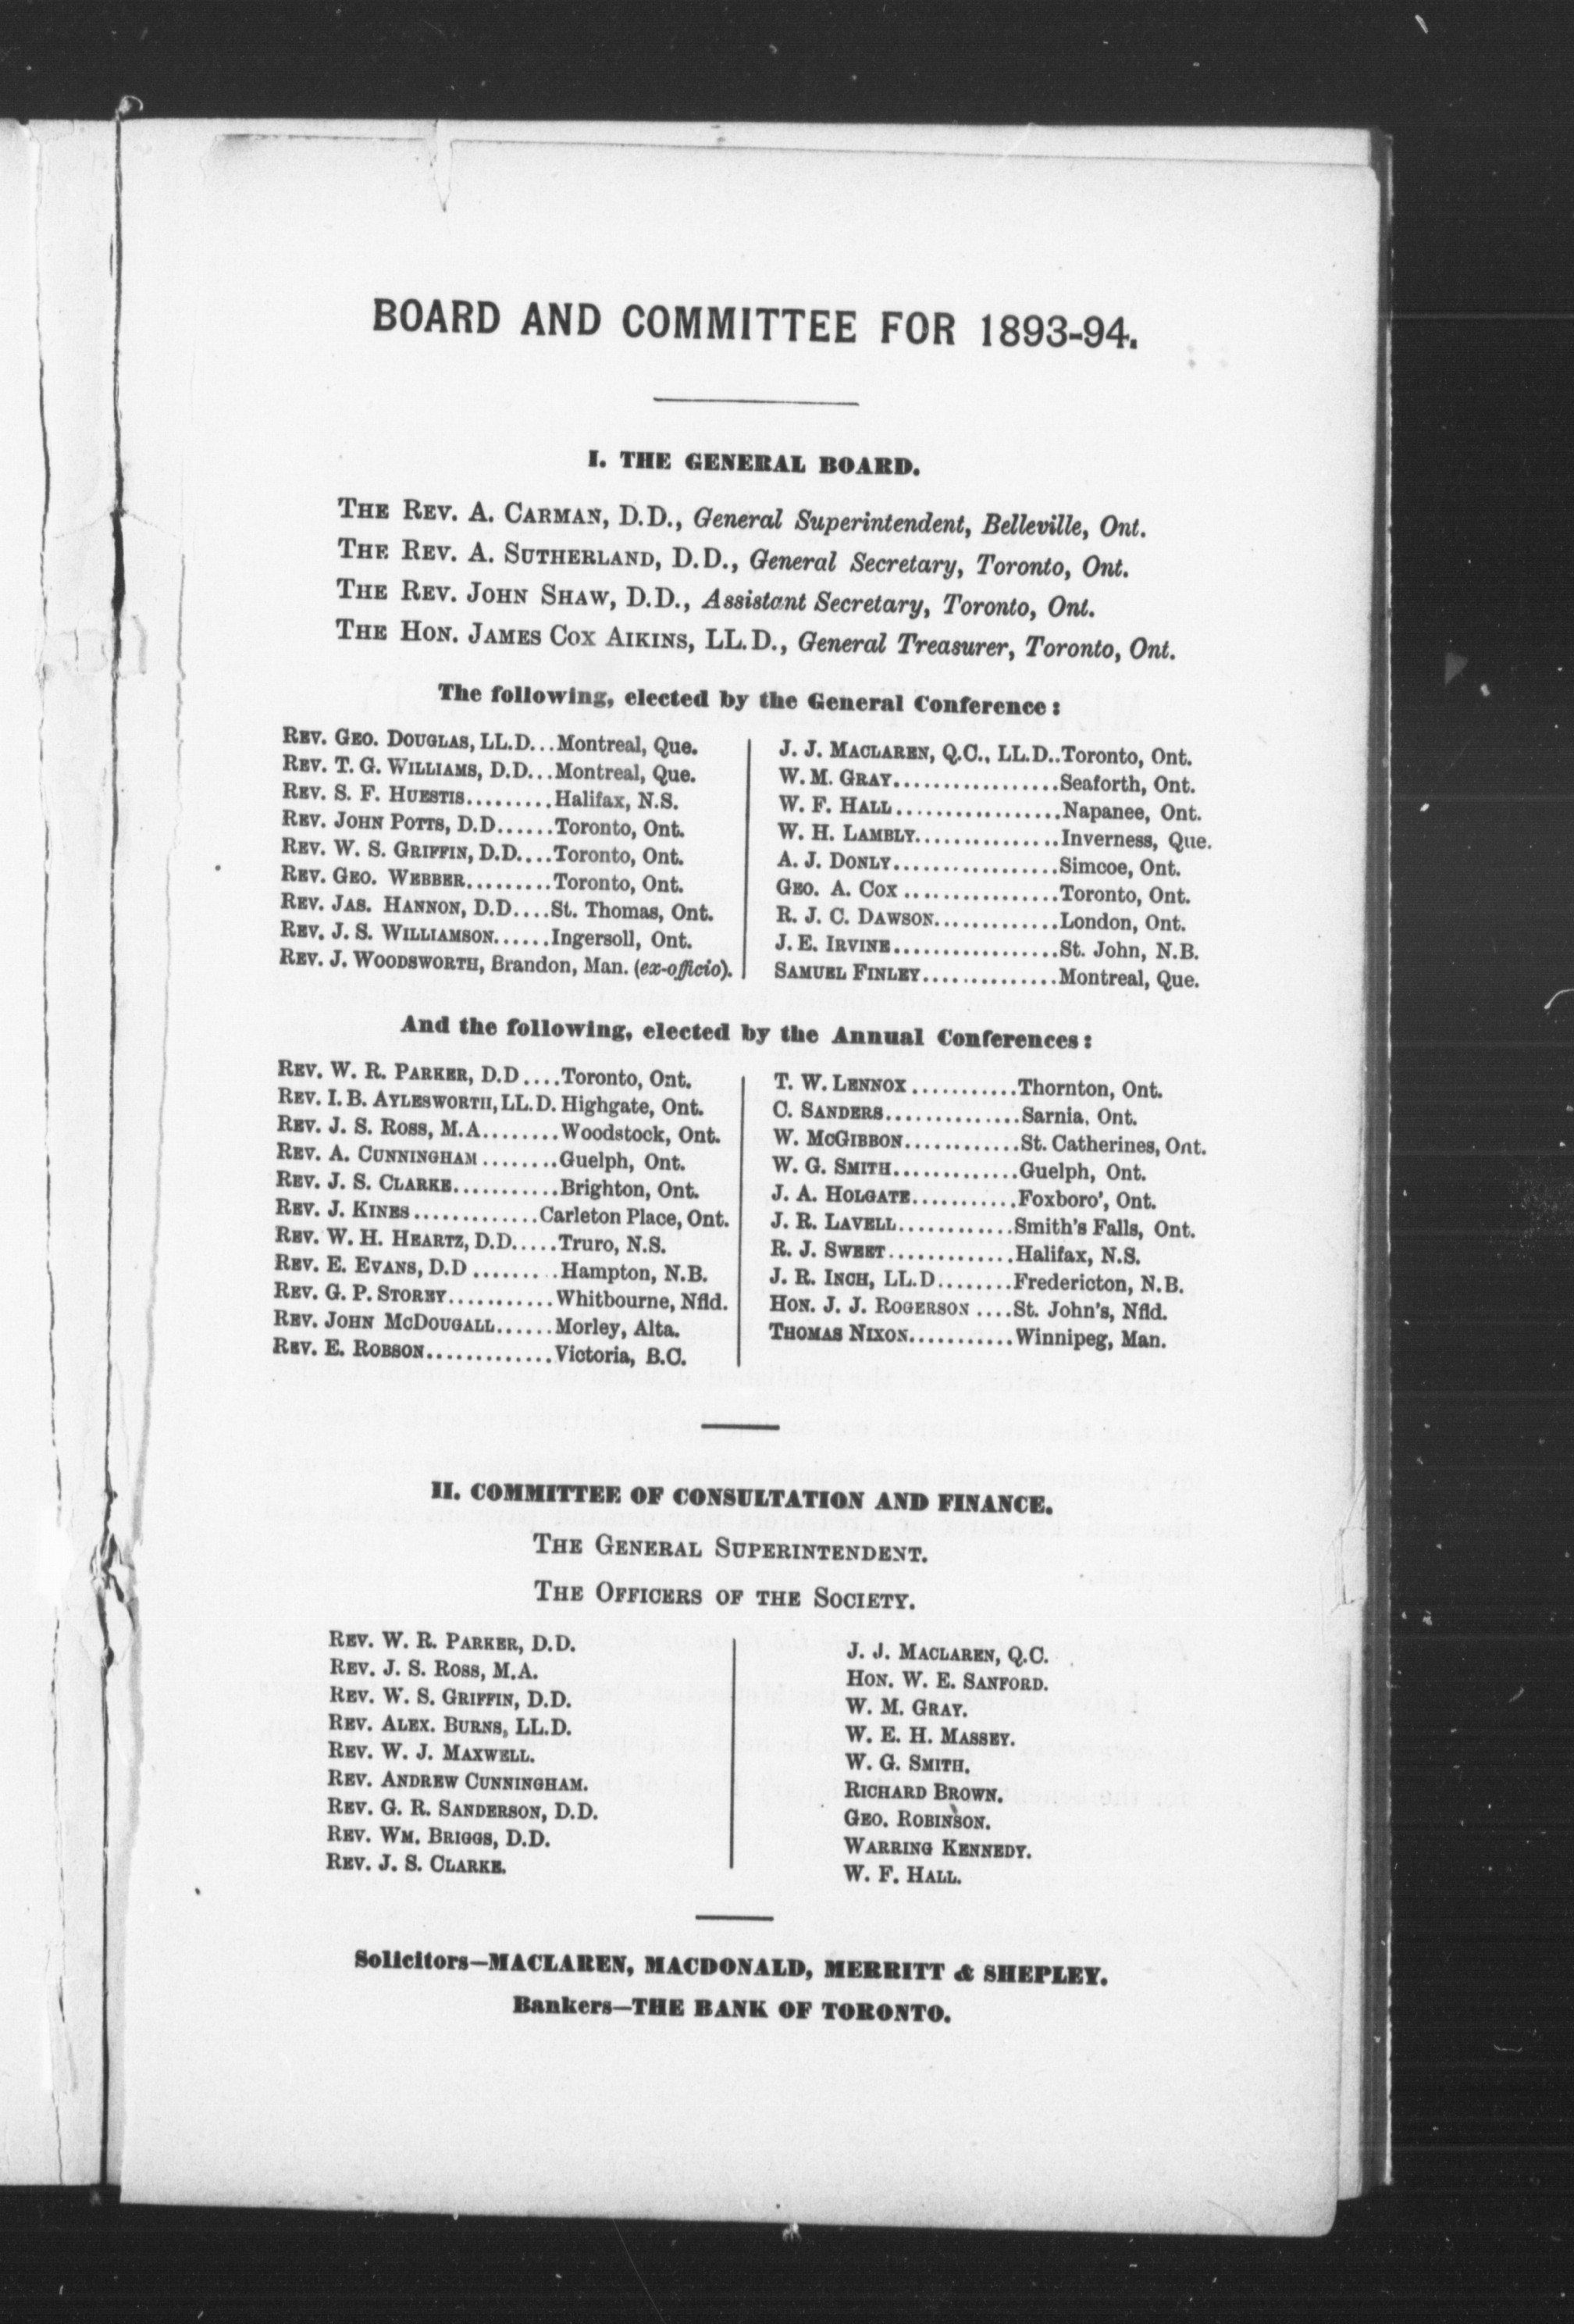 BOARD AND COMMITTEE FOR 1893-94.
I. THE GENERAL BOARD.
THE REV. A. CARMAN, D.D., General Superintendent, Belleville, Ont.
THE REV. A. SUTHERLAND, D.D., General Secretary, Toronto, Ont.
THE REV. JOHN SHAW, D.D., Assistant Secretary, Toronto, Ont.
THE HON. JAMES COX AIKINS, LL.D., General Treasurer, Toronto, Ont.
The following, elected by the General Conference:
REV. GEO. DOUGLAS, LL.D...Montreal, Que.
REV. T. G. WILLIAMS, D.D...Montreal, Que.
REV. S. F. HUESTIS.........Halifax, N.S.
REV. JOHN POTTS, D.D......Toronto, Ont.
REV. W. S. GRIFFIN, D.D....Toronto, Ont.
REV. GEO. WEBBER.........Toronto, Ont.
REV. JAS. HANNON, D.D....St. Thomas, Ont.
REV. J. S. WILLIAMSON......Ingersoll, Ont.
REV. J. WOODSWORTH, Brandon, Man. (ex-officio).
J. J. MACLAREN, Q.C., LL.D..Toronto, Ont.
W. M. GRAY.................Seaforth, Ont.
W. F. HALL.................Napanee, Ont.
W. H. LAMBLY...............Inverness, Que.
A. J. DONLY.................Simcoe, Ont.
GEO. A. COX................Toronto, Ont.
R. J. C. DAWSON.............London, Ont.
J. E. IRVINE.................St. John, N.B.
SAMUEL FINLEY..............Montreal, Que.
And the following, elected by the Annual Conferences:
REV. W. R. PARKER, D.D....Toronto, Ont.
REV. I. B. AYLESWORTH, LL.D. Highgate, Ont.
REV. J. S. ROSS, M.A........Woodstock, Ont.
REV. A. CUNNINGHAM........Guelph, Ont.
REV. J. S. CLARKE...........Brighton, Ont.
REV. J. KINES.............Carleton Place, Ont.
REV. W. H. HEARTZ, D.D.....Truro, N.S.
REV. E. EVANS, D.D.........Hampton, N.B.
REV. G. P. STOREY...........Whitbourne, Nfld.
REV. JOHN MCDOUGALL......Morley, Alta.
REV. E. ROBSON.............Victoria, B.C.
T. W. LENNOX...........Thornton, Ont.
C. SANDERS..............Sarnia, Ont.
W. MCGIBBON............St. Catherines, Ont.
W. G. SMITH.............Guelph, Ont.
J. A. HOLGATE...........Foxboro', Ont.
J. R. LAVELL............Smith's Falls, Ont.
R. J. SWEET.............Halifax, N.S.
J. R. INCH, LL.D........Fredericton, N.B.
HON. J. J. ROGERSON....St. John's, Nfld.
THOMAS NIXON...........Winnipeg, Man.
II. COMMITTEE OF CONSULTATION AND FINANCE.
THE GENERAL SUPERINTENDENT.
THE OFFICERS OF THE SOCIETY.
REV. W. R. PARKER, D.D.
REV. J. S. ROSS, M.A.
REV. W. S. GRIFFIN, D.D.
REV. ALEX. BURNS, LL.D.
REV. W. J. MAXWELL.
REV. ANDREW CUNNINGHAM.
REV. G. R. SANDERSON, D.D.
REV. WM. BRIGGS, D.D.
REV. J. S. CLARKE.
J. J. MACLAREN, Q.C.
HON. W. E. SANFORD.
W. M. GRAY.
W. E. H. MASSEY.
W. G. SMITH.
RICHARD BROWN.
GEO. ROBINSON.
WARRING KENNEDY.
W. F. HALL.
Solicitors—MACLAREN, MACDONALD, MERRITT & SHEPLEY.
Bankers—THE BANK OF TORONTO.